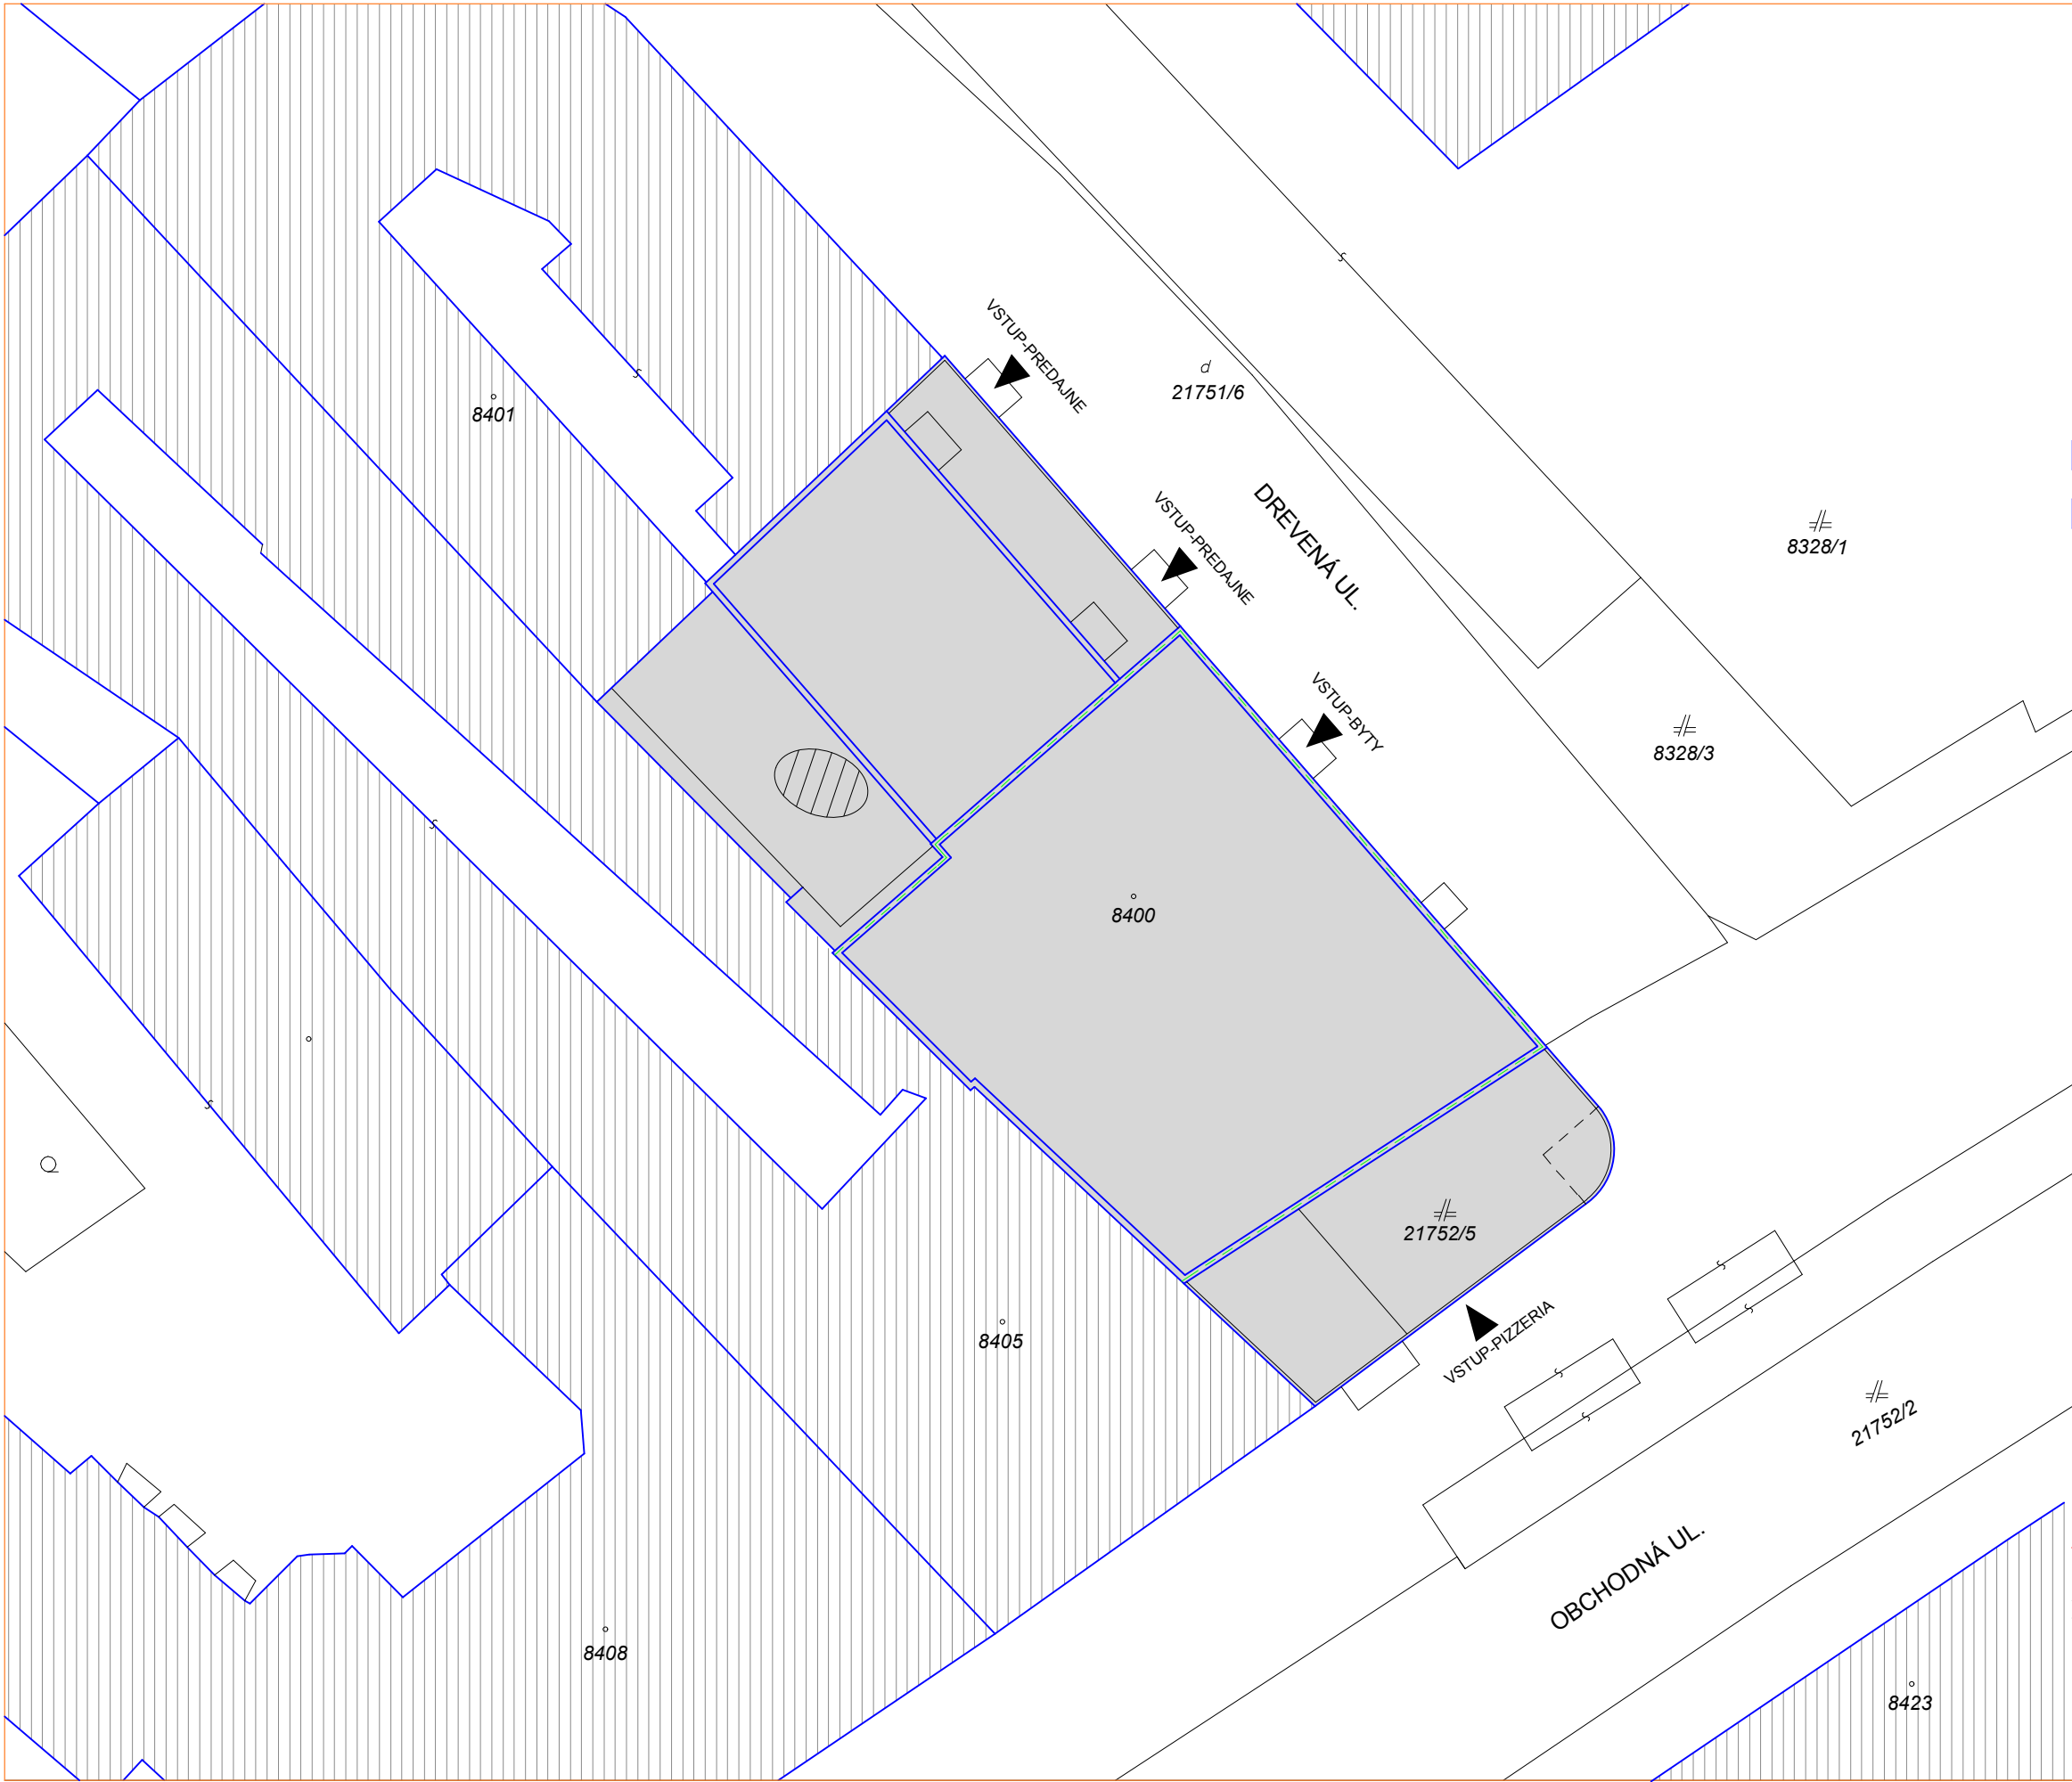 VSTUP-PREDAJNE
21751/6
8401
DREVENÁ UL.
VSTUP-PREDAJNE
8328/1
VSTUP-BYTY
8328/3
8400
21752/5
VSTUP-PIZZERIA
8405
21752/2
OBCHODNÁ UL.
8408
8423